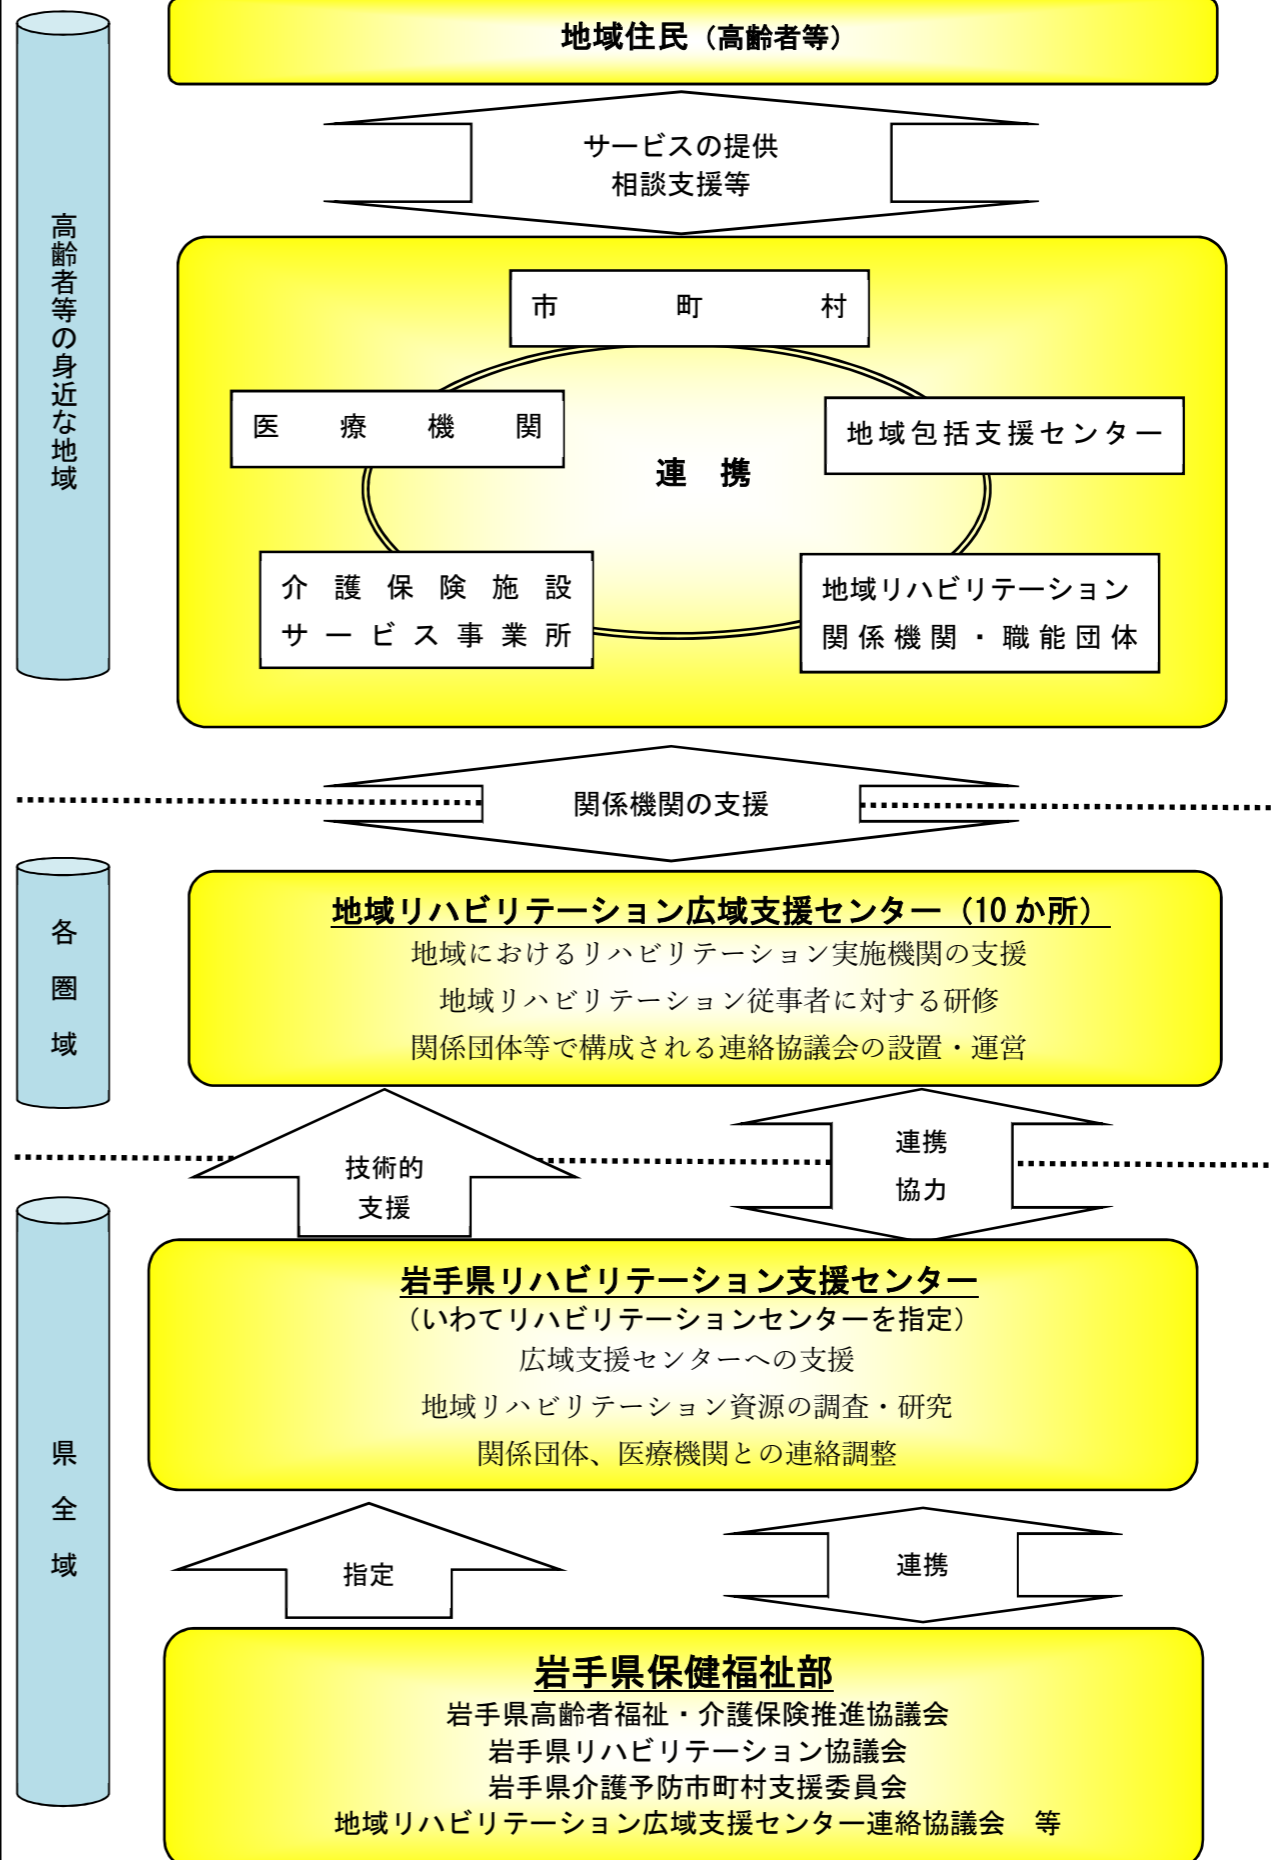 地域住民（高齢者等）
サービスの提供
相談支援等
高齢者等の身近な地域
市町村
医療機関
地域包括支援センター
連携
介護保険施設
サービス事業所
地域リハビリテーション
関係機関・職能団体
関係機関の支援
各圏域
地域リハビリテーション広域支援センター（10か所）
地域におけるリハビリテーション実施機関の支援
地域リハビリテーション従事者に対する研修
関係団体等で構成される連絡協議会の設置・運営
技術的
支援
連携
協力
県全域
岩手県リハビリテーション支援センター
（いわてリハビリテーションセンターを指定）
広域支援センターへの支援
地域リハビリテーション資源の調査・研究
関係団体、医療機関との連絡調整
指定
連携
岩手県保健福祉部
岩手県高齢者福祉・介護保険推進協議会
岩手県リハビリテーション協議会
岩手県介護予防市町村支援委員会
地域リハビリテーション広域支援センター連絡協議会　等